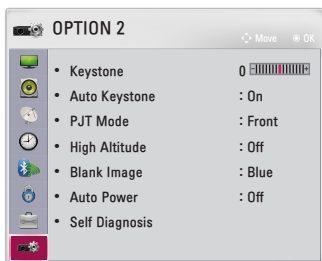 OPTION 2
Move OK
• Keystone 0
• Auto Keystone : On
• PJT Mode : Front
• High Altitude : Off
• Blank Image : Blue
• Auto Power : Off
• Self Diagnosis